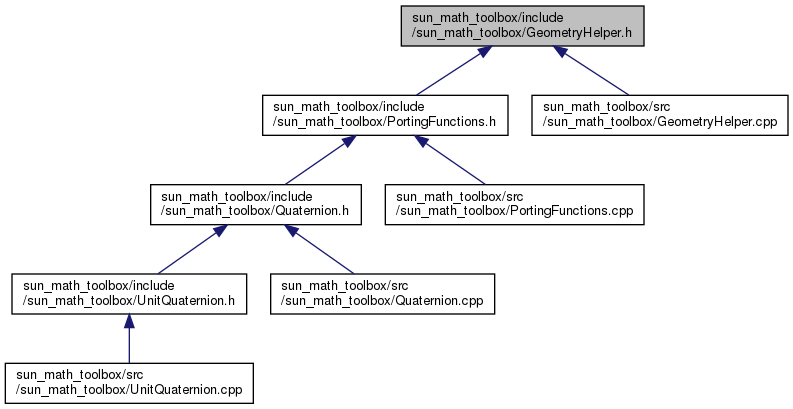 sun_math_toolbox/include
/sun_math_toolbox/GeometryHelper.h
sun_math_toolbox/include
/sun_math_toolbox/PortingFunctions.h
sun_math_toolbox/src
/sun_math_toolbox/GeometryHelper.cpp
sun_math_toolbox/include
/sun_math_toolbox/Quaternion.h
sun_math_toolbox/src
/sun_math_toolbox/PortingFunctions.cpp
sun_math_toolbox/include
/sun_math_toolbox/UnitQuaternion.h
sun_math_toolbox/src
/sun_math_toolbox/Quaternion.cpp
sun_math_toolbox/src
/sun_math_toolbox/UnitQuaternion.cpp